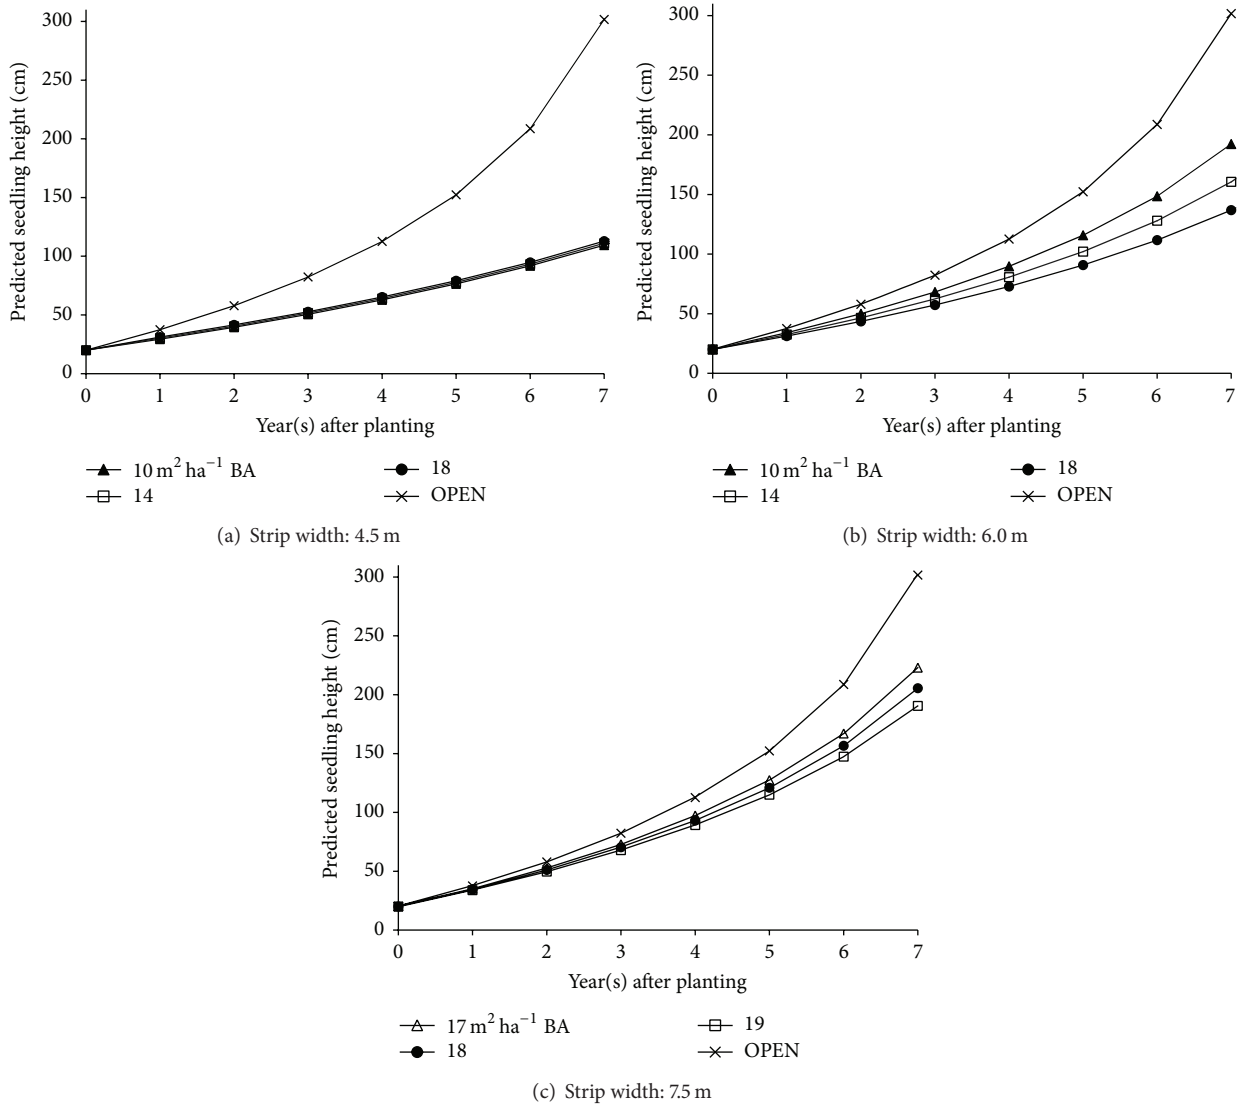 Predicted seedling height (cm)
300
250
200
150
100
50
0
0 1 2 3 4 5 6 7
Year(s) after planting
10 m² ha⁻¹ BA
14
18
OPEN
(a) Strip width: 4.5 m
Predicted seedling height (cm)
300
250
200
150
100
50
0
0 1 2 3 4 5 6 7
Year(s) after planting
10 m² ha⁻¹ BA
14
18
OPEN
(b) Strip width: 6.0 m
Predicted seedling height (cm)
300
250
200
150
100
50
0
0 1 2 3 4 5 6 7
Year(s) after planting
17 m² ha⁻¹ BA
18
19
OPEN
(c) Strip width: 7.5 m